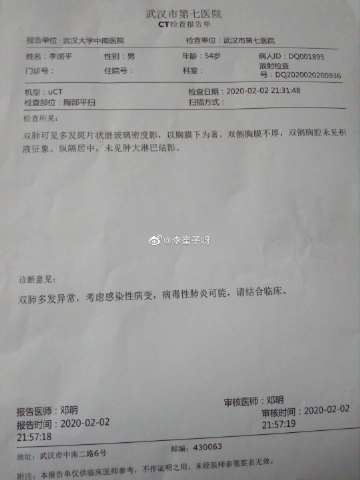 武汉市第七医院
CT检查报告单
报告单位：武汉大学中南医院 检查单位：武汉市第七医院
姓名：李 平 性别：男 年龄：54岁 病人ID：DQ001895
门诊号： 住院号： 科室： 放射检查号：DQ2020020200936
机型：uCT 检查日期：2020-02-02 21:31:48
检查部位：胸部平扫 扫描方式：
检查所见：
双肺可见多发斑片状磨玻璃密度影，以胸膜下为著，双侧胸膜不厚，双侧胸腔未见积
液征象。纵隔居中，未见肿大淋巴结影。
诊断意见：
双肺多发异常，考虑感染性病变，病毒性肺炎可能，请结合临床。
报告医师：邓明 审核医师：邓明
报告时间：2020-02-02 审核时间：2020-02-02
21:57:18 21:57:19
地址：武汉市中南二路6号 邮编：430063
附注：本报告单仅供临床医师参考，不作证明之用，未经医师参鉴签名无效。